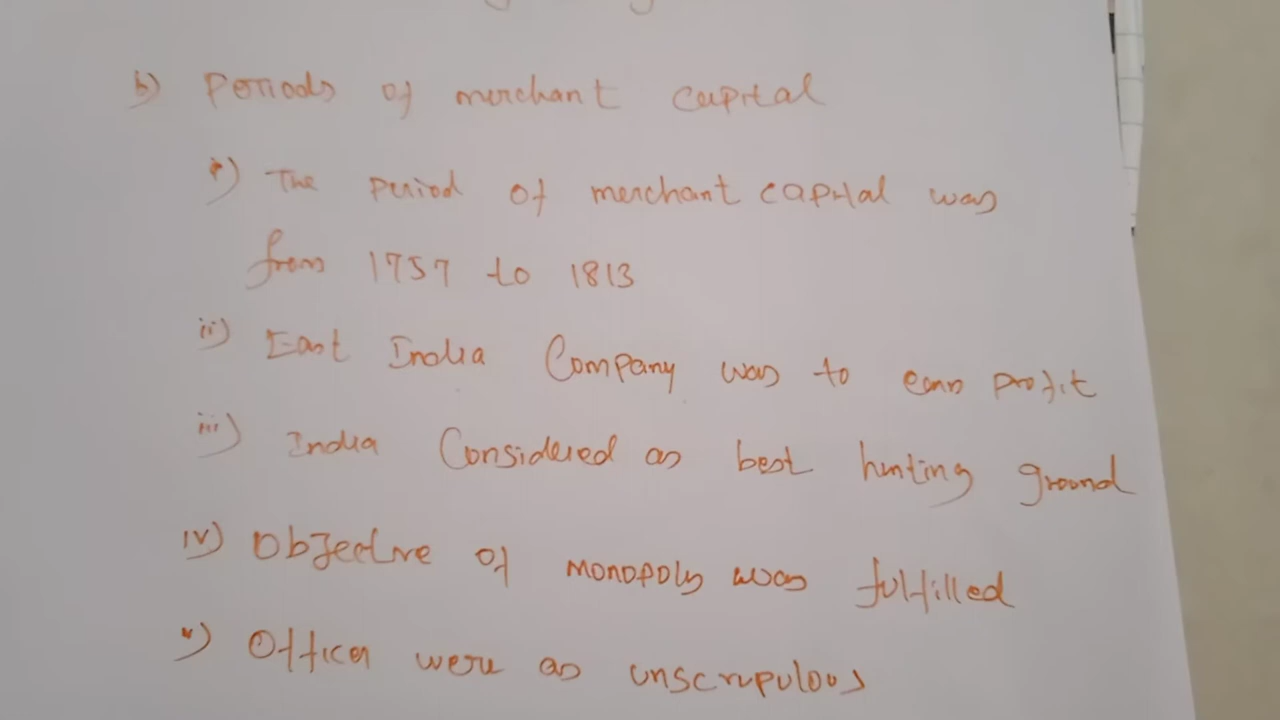 b) Periods of merchant capital
i) The period of merchant capital was
from 1757 to 1813
ii) East India Company was to earn profit
iii) India Considered as best hunting ground
iv) Objective of monopoly was fulfilled
v) Officer were as unscrupulous